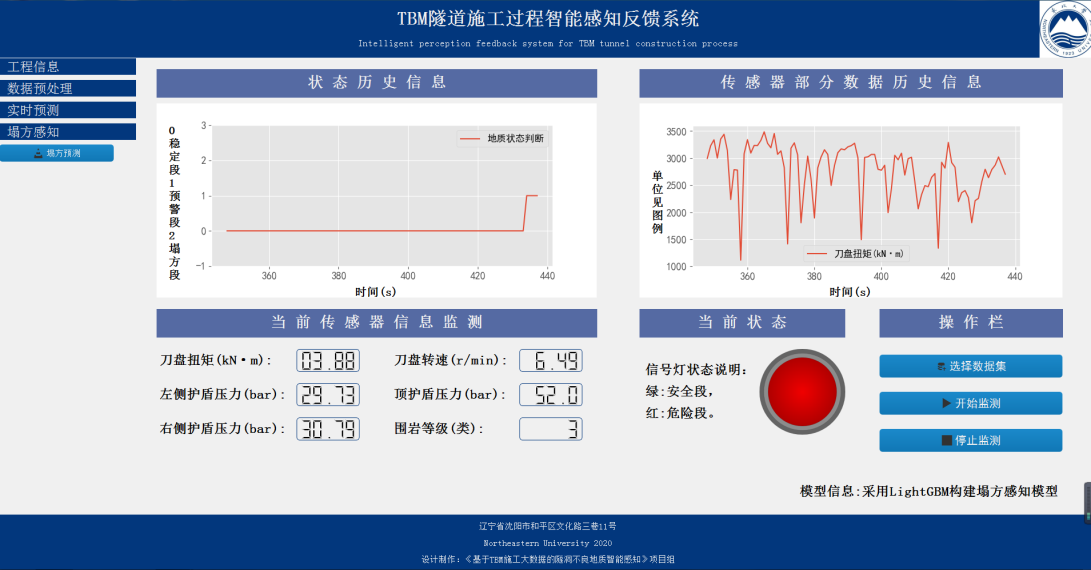 TBM隧道施工过程智能感知反馈系统
Intelligent perception feedback system for TBM tunnel construction process
工程信息
数据预处理
实时预测
塌方感知
塌方预测
状态历史信息
0稳定段1预警段2塌方段
3
2
1
0
-1
地质状态判断
360 380 400 420 440
时间(s)
传感器部分数据历史信息
单位见图例
3500
3000
2500
2000
1500
1000
刀盘扭矩(kN·m)
360 380 400 420 440
时间(s)
当前传感器信息监测
刀盘扭矩(kN·m): 03.88 刀盘转速(r/min): 6.49
左侧护盾压力(bar): 29.73 顶护盾压力(bar): 52.0
右侧护盾压力(bar): 30.79 围岩等级(类): 3
当前状态
信号灯状态说明:
绿:安全段,
红:危险段。
操作栏
选择数据集
开始监测
停止监测
模型信息:采用LightGBM构建塌方感知模型
辽宁省沈阳市和平区文化路三巷11号
Northeastern University 2020
设计制作:《基于TBM施工大数据的隧洞不良地质智能感知》项目组